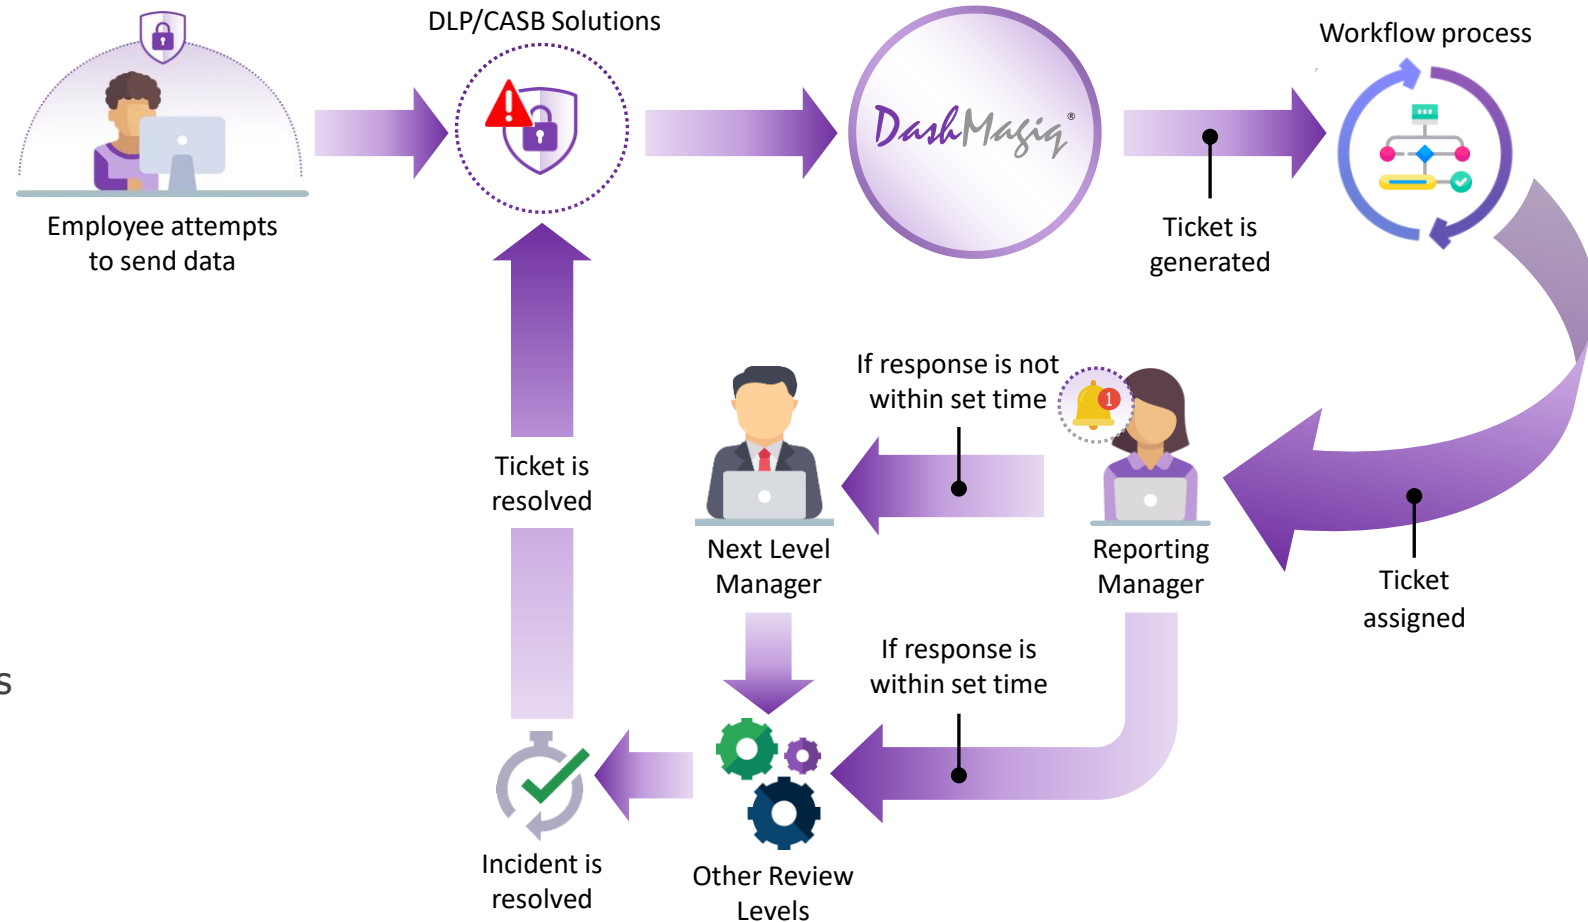 DLP/CASB Solutions
Workflow process
DashMagiq®
Employee attempts
to send data
Ticket is
generated
If response is not
within set time
1
Ticket is
resolved
Next Level
Manager
Reporting
Manager
Ticket
assigned
If response is
within set time
s
Incident is
resolved
Other Review
Levels